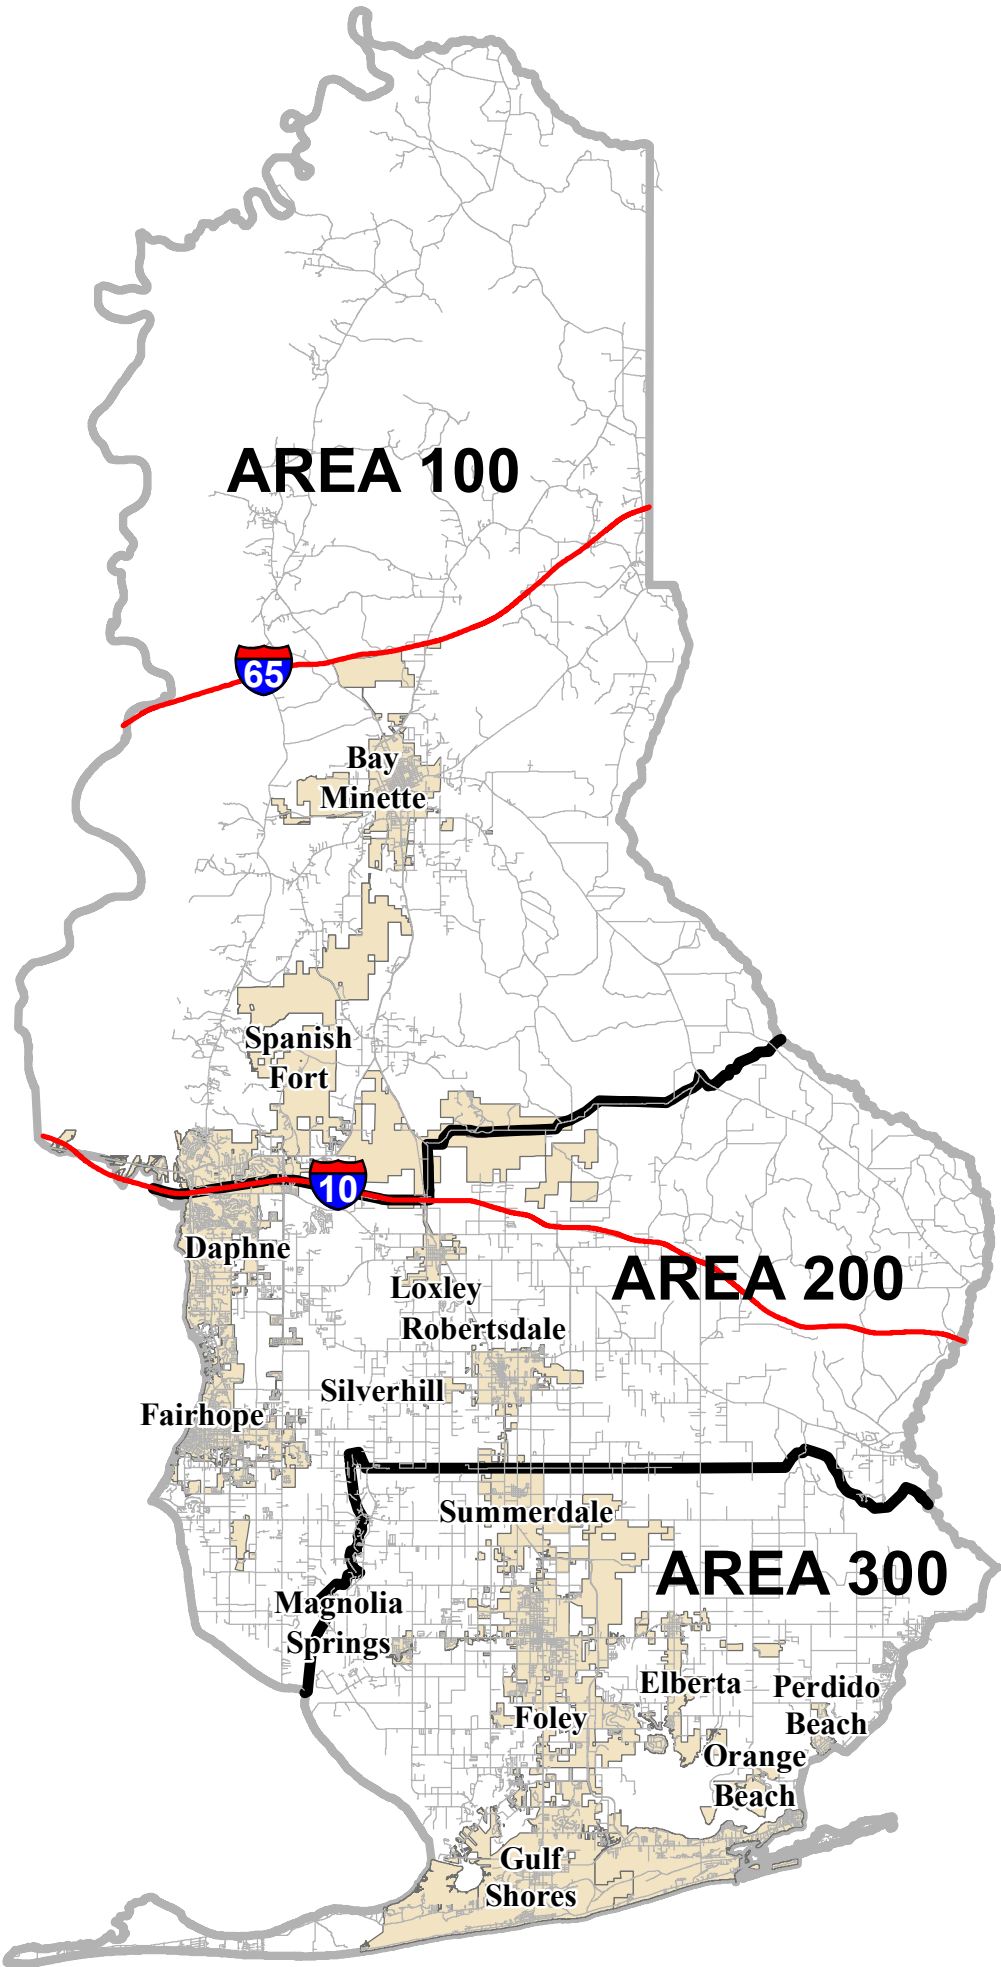 AREA 100
65
Bay
Minette
Spanish
Fort
10
Daphne
AREA 200
Loxley
Robertsdale
Silverhill
Fairhope
Summerdale
AREA 300
Magnolia
Springs
Elberta
Perdido
Beach
Foley
Orange
Beach
Gulf
Shores